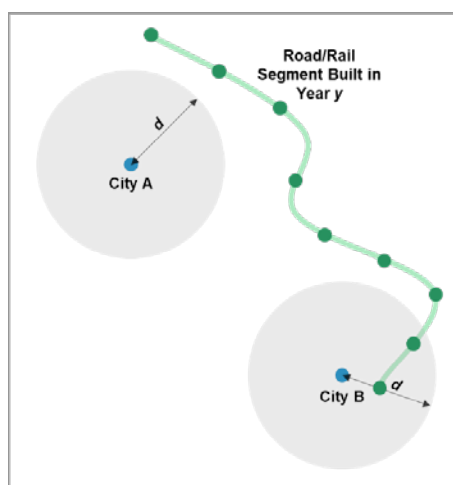 Road/Rail
Segment Built in
Year y
d
City A
d
City B